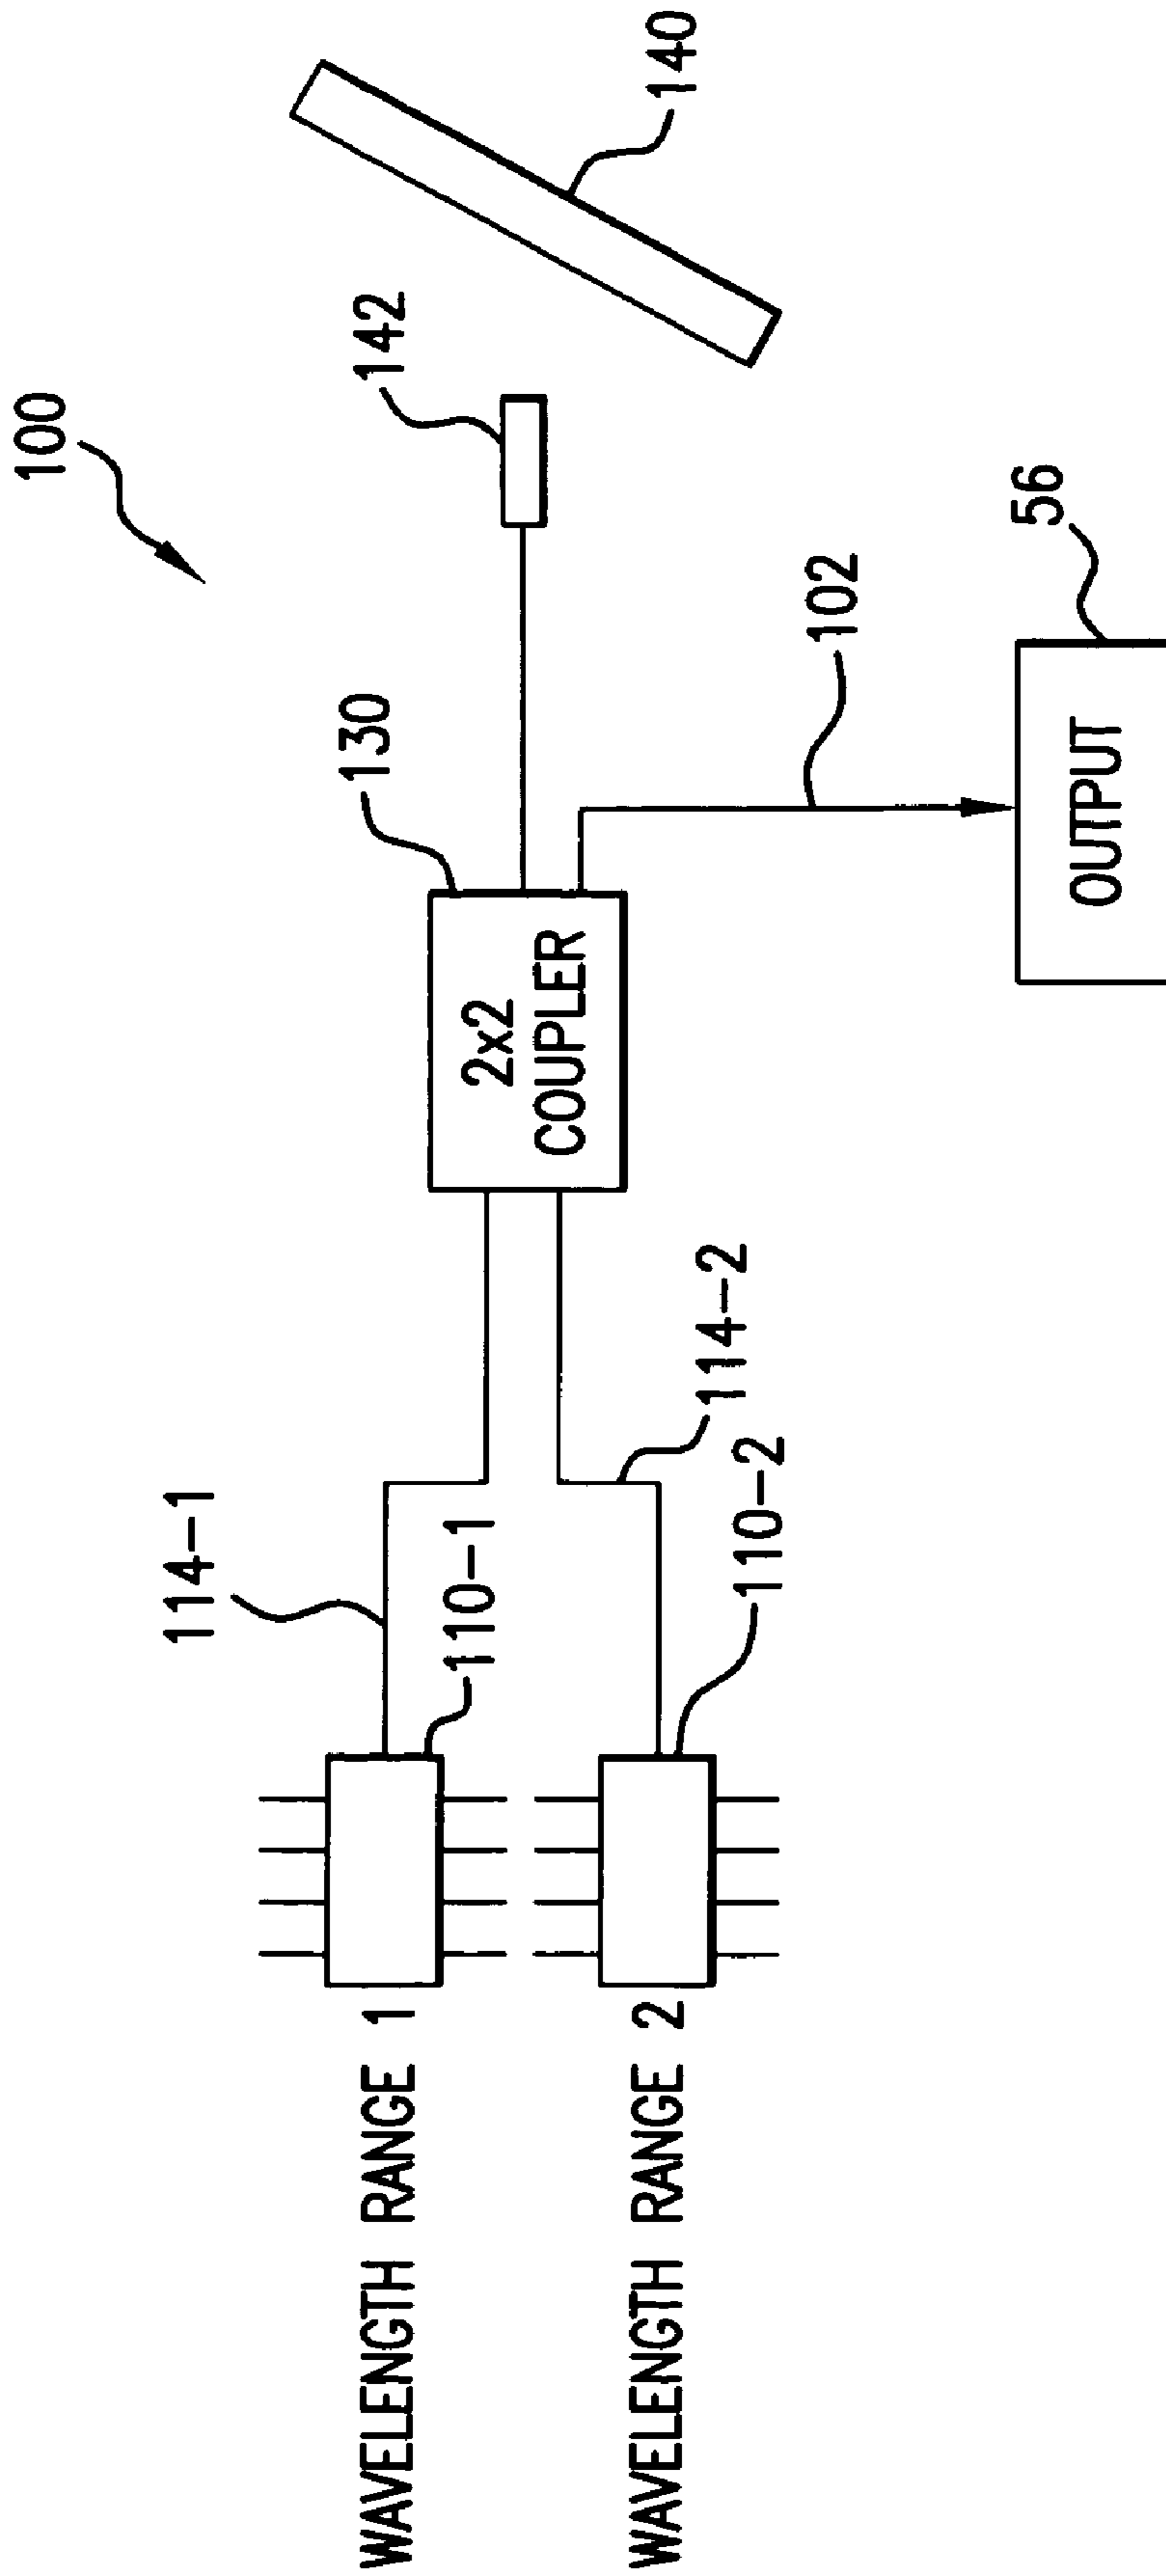 100
142
140
130
2x2
COUPLER
102
56
OUTPUT
114-1
110-1
114-2
110-2
WAVELENGTH RANGE 1
WAVELENGTH RANGE 2